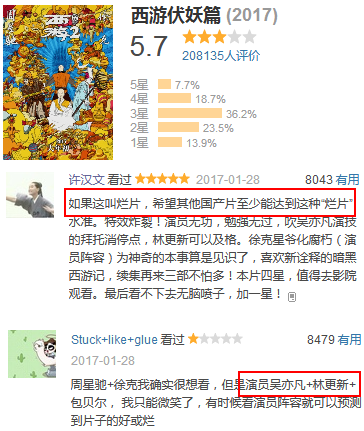 西游伏妖篇 (2017)
5.7
208135人评价
5星 7.7%
4星 18.7%
3星 36.2%
2星 23.5%
1星 13.9%
许汉文 看过 2017-01-28 8043 有用
如果这叫烂片，希望其他国产片至少能达到这种“烂片”
水准。特效炸裂！演员无功，勉强无过，吹吴亦凡演技
的拜托消停点，林更新可以及格。徐克星爷化腐朽（演
员阵容）为神奇的本事算是见识了，喜欢新诠释的暗黑
西游记，续集再来三部不怕多！本片四星，值得去影院
观看。最后看不下去无脑喷子，加一星！
Stuck+like+glue 看过 8479 有用
2017-01-28
周星驰+徐克我确实很想看，但是演员吴亦凡+林更新+
包贝尔， 我只能微笑了，有时候看演员阵容就可以预测
到片子的好或烂